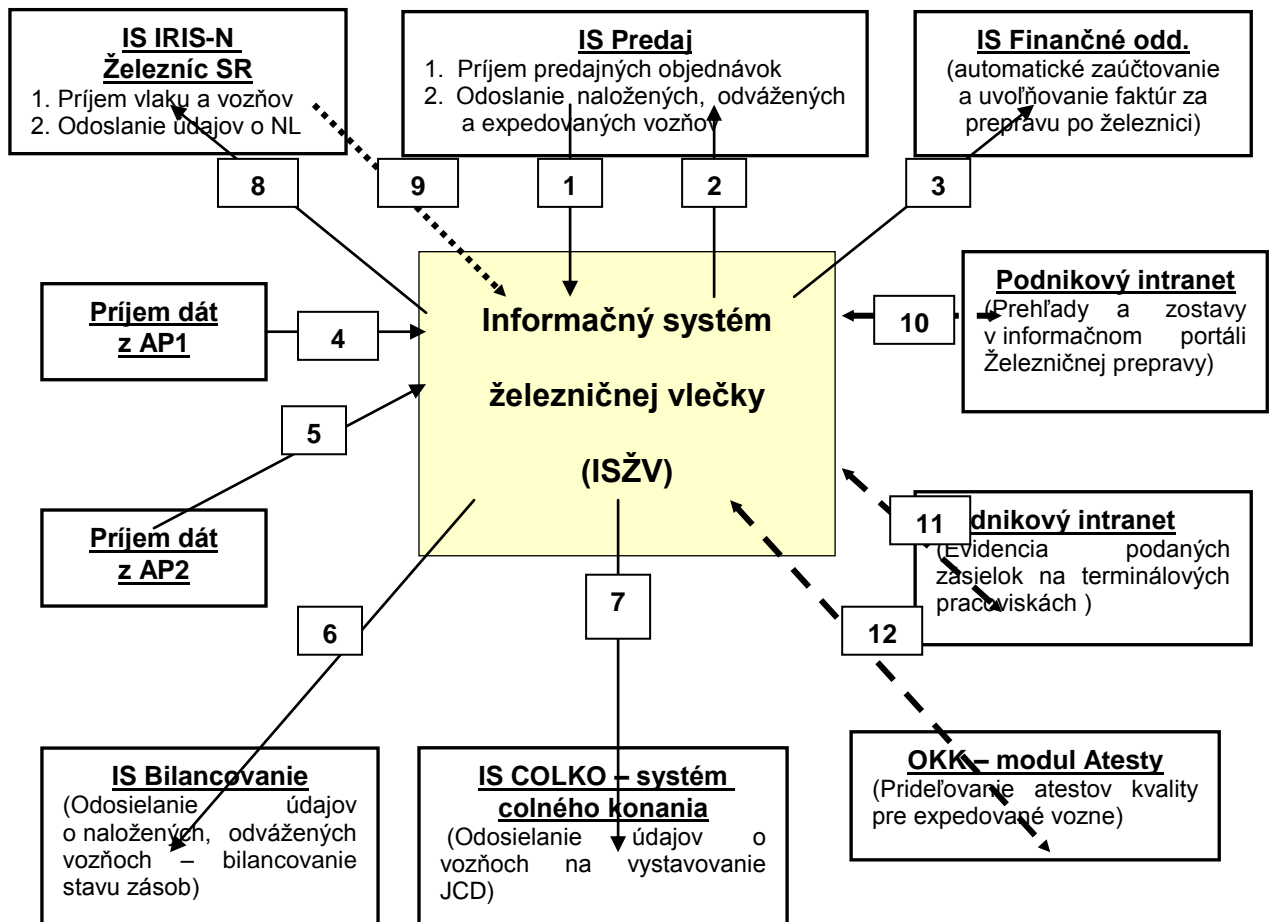 IS IRIS-N
Železníc SR
1. Príjem vlaku a vozňov
2. Odoslanie údajov o NL
IS Predaj
1. Príjem predajných objednávok
2. Odoslanie naložených, odvážených
a expedovaných vozňov
IS Finančné odd.
(automatické zaúčtovanie
a uvoľňovanie faktúr za
prepravu po železnici)
8
9
1
2
3
Príjem dát
z AP1
4
Informačný systém
železničnej vlečky
(ISŽV)
10
Podnikový intranet
(Prehľady a zostavy
v informačnom portáli
Železničnej prepravy)
5
Príjem dát
z AP2
11
dnikový intranet
(Evidencia podaných
zásielok na terminálových
pracoviskách )
6
7
12
IS Bilancovanie
(Odosielanie údajov
o naložených, odvážených
vozňoch – bilancovanie
stavu zásob)
IS COLKO – systém
colného konania
(Odosielanie údajov o
vozňoch na vystavovanie
JCD)
OKK – modul Atesty
(Prideľovanie atestov kvality
pre expedované vozne)